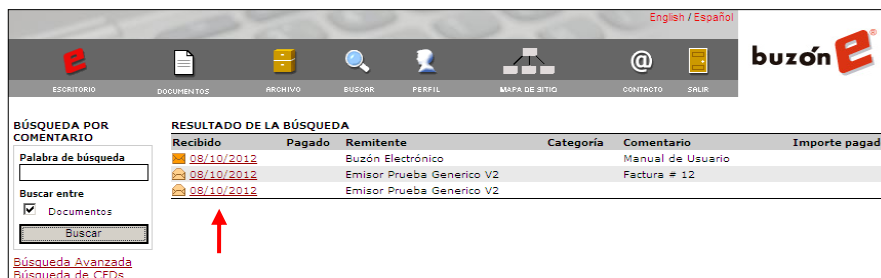 English / Español
buzón e
ESCRITORIO DOCUMENTOS ARCHIVO BUSCAR PERFIL MAPA DE SITIO CONTACTO SALIR
BÚSQUEDA POR
COMENTARIO
Palabra de búsqueda
Buscar entre
Documentos
Buscar
Búsqueda Avanzada
Búsqueda de CFDs
RESULTADO DE LA BÚSQUEDA
Recibido Pagado Remitente Categoría Comentario Importe pagad
08/10/2012 Buzón Electrónico Manual de Usuario
08/10/2012 Emisor Prueba Generico V2 Factura # 12
08/10/2012 Emisor Prueba Generico V2